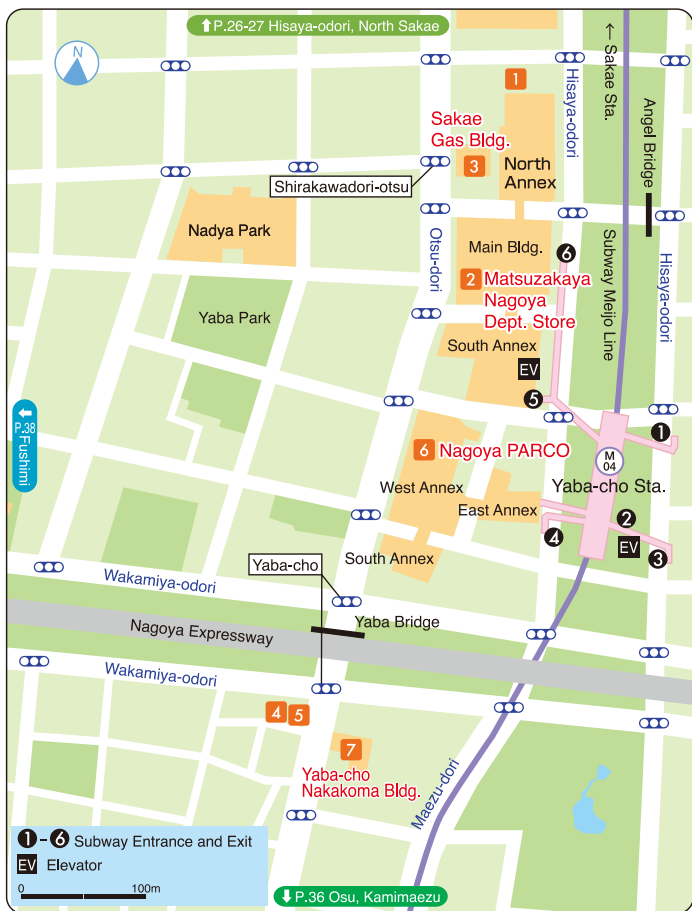 ↑P.26-27 Hisaya-odori, North Sakae
N
← Sakae Sta.
Hisaya-odori
Angel Bridge
1
Sakae
Gas Bldg.
3
North
Annex
Shirakawadori-otsu
Nadya Park
Otsu-dori
Main Bldg.
6
Subway Meijo Line
Hisaya-odori
2 Matsuzakaya
Nagoya
Dept. Store
Yaba Park
South Annex
EV
5
←
P.38
Fushimi
1
6 Nagoya PARCO
M
04
Yaba-cho Sta.
West Annex
East Annex
2
4
EV
3
South Annex
Yaba-cho
Wakamiya-odori
Yaba Bridge
Nagoya Expressway
Wakamiya-odori
4 5
7
Yaba-cho
Nakakoma Bldg.
Maezu-dori
1 - 6 Subway Entrance and Exit
EV Elevator
0 100m
↓P.36 Osu, Kamimaezu